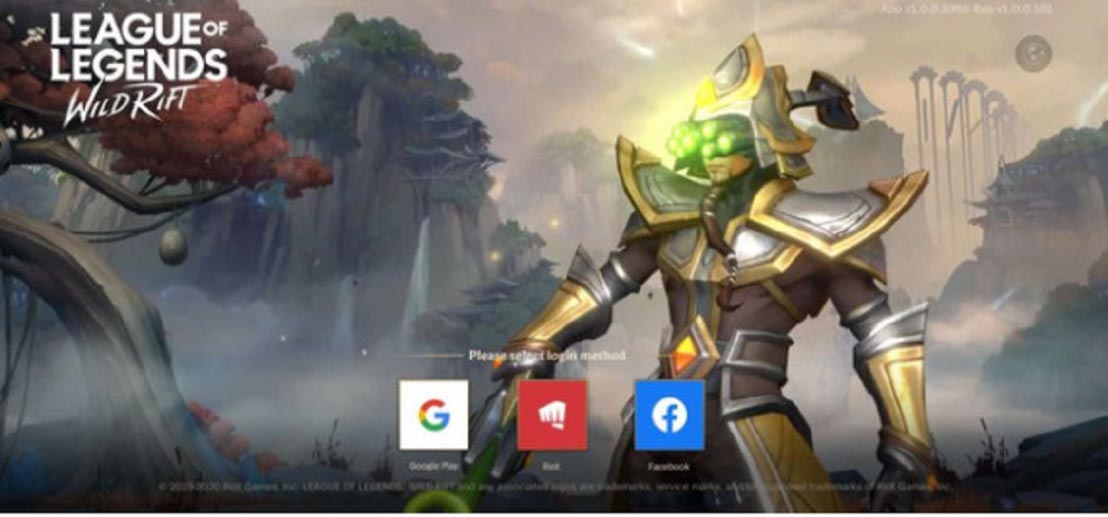 App v1.0.0.3386 Res v1.0.0.301
LEAGUE OF
LEGENDS
WILD RIFT
Please select login method
Google Play
Riot
Facebook
© 2019-2020 Riot Games, Inc. LEAGUE OF LEGENDS: WILD RIFT and any associated logos are trademarks, service marks, and/or registered trademarks of Riot Games, Inc.